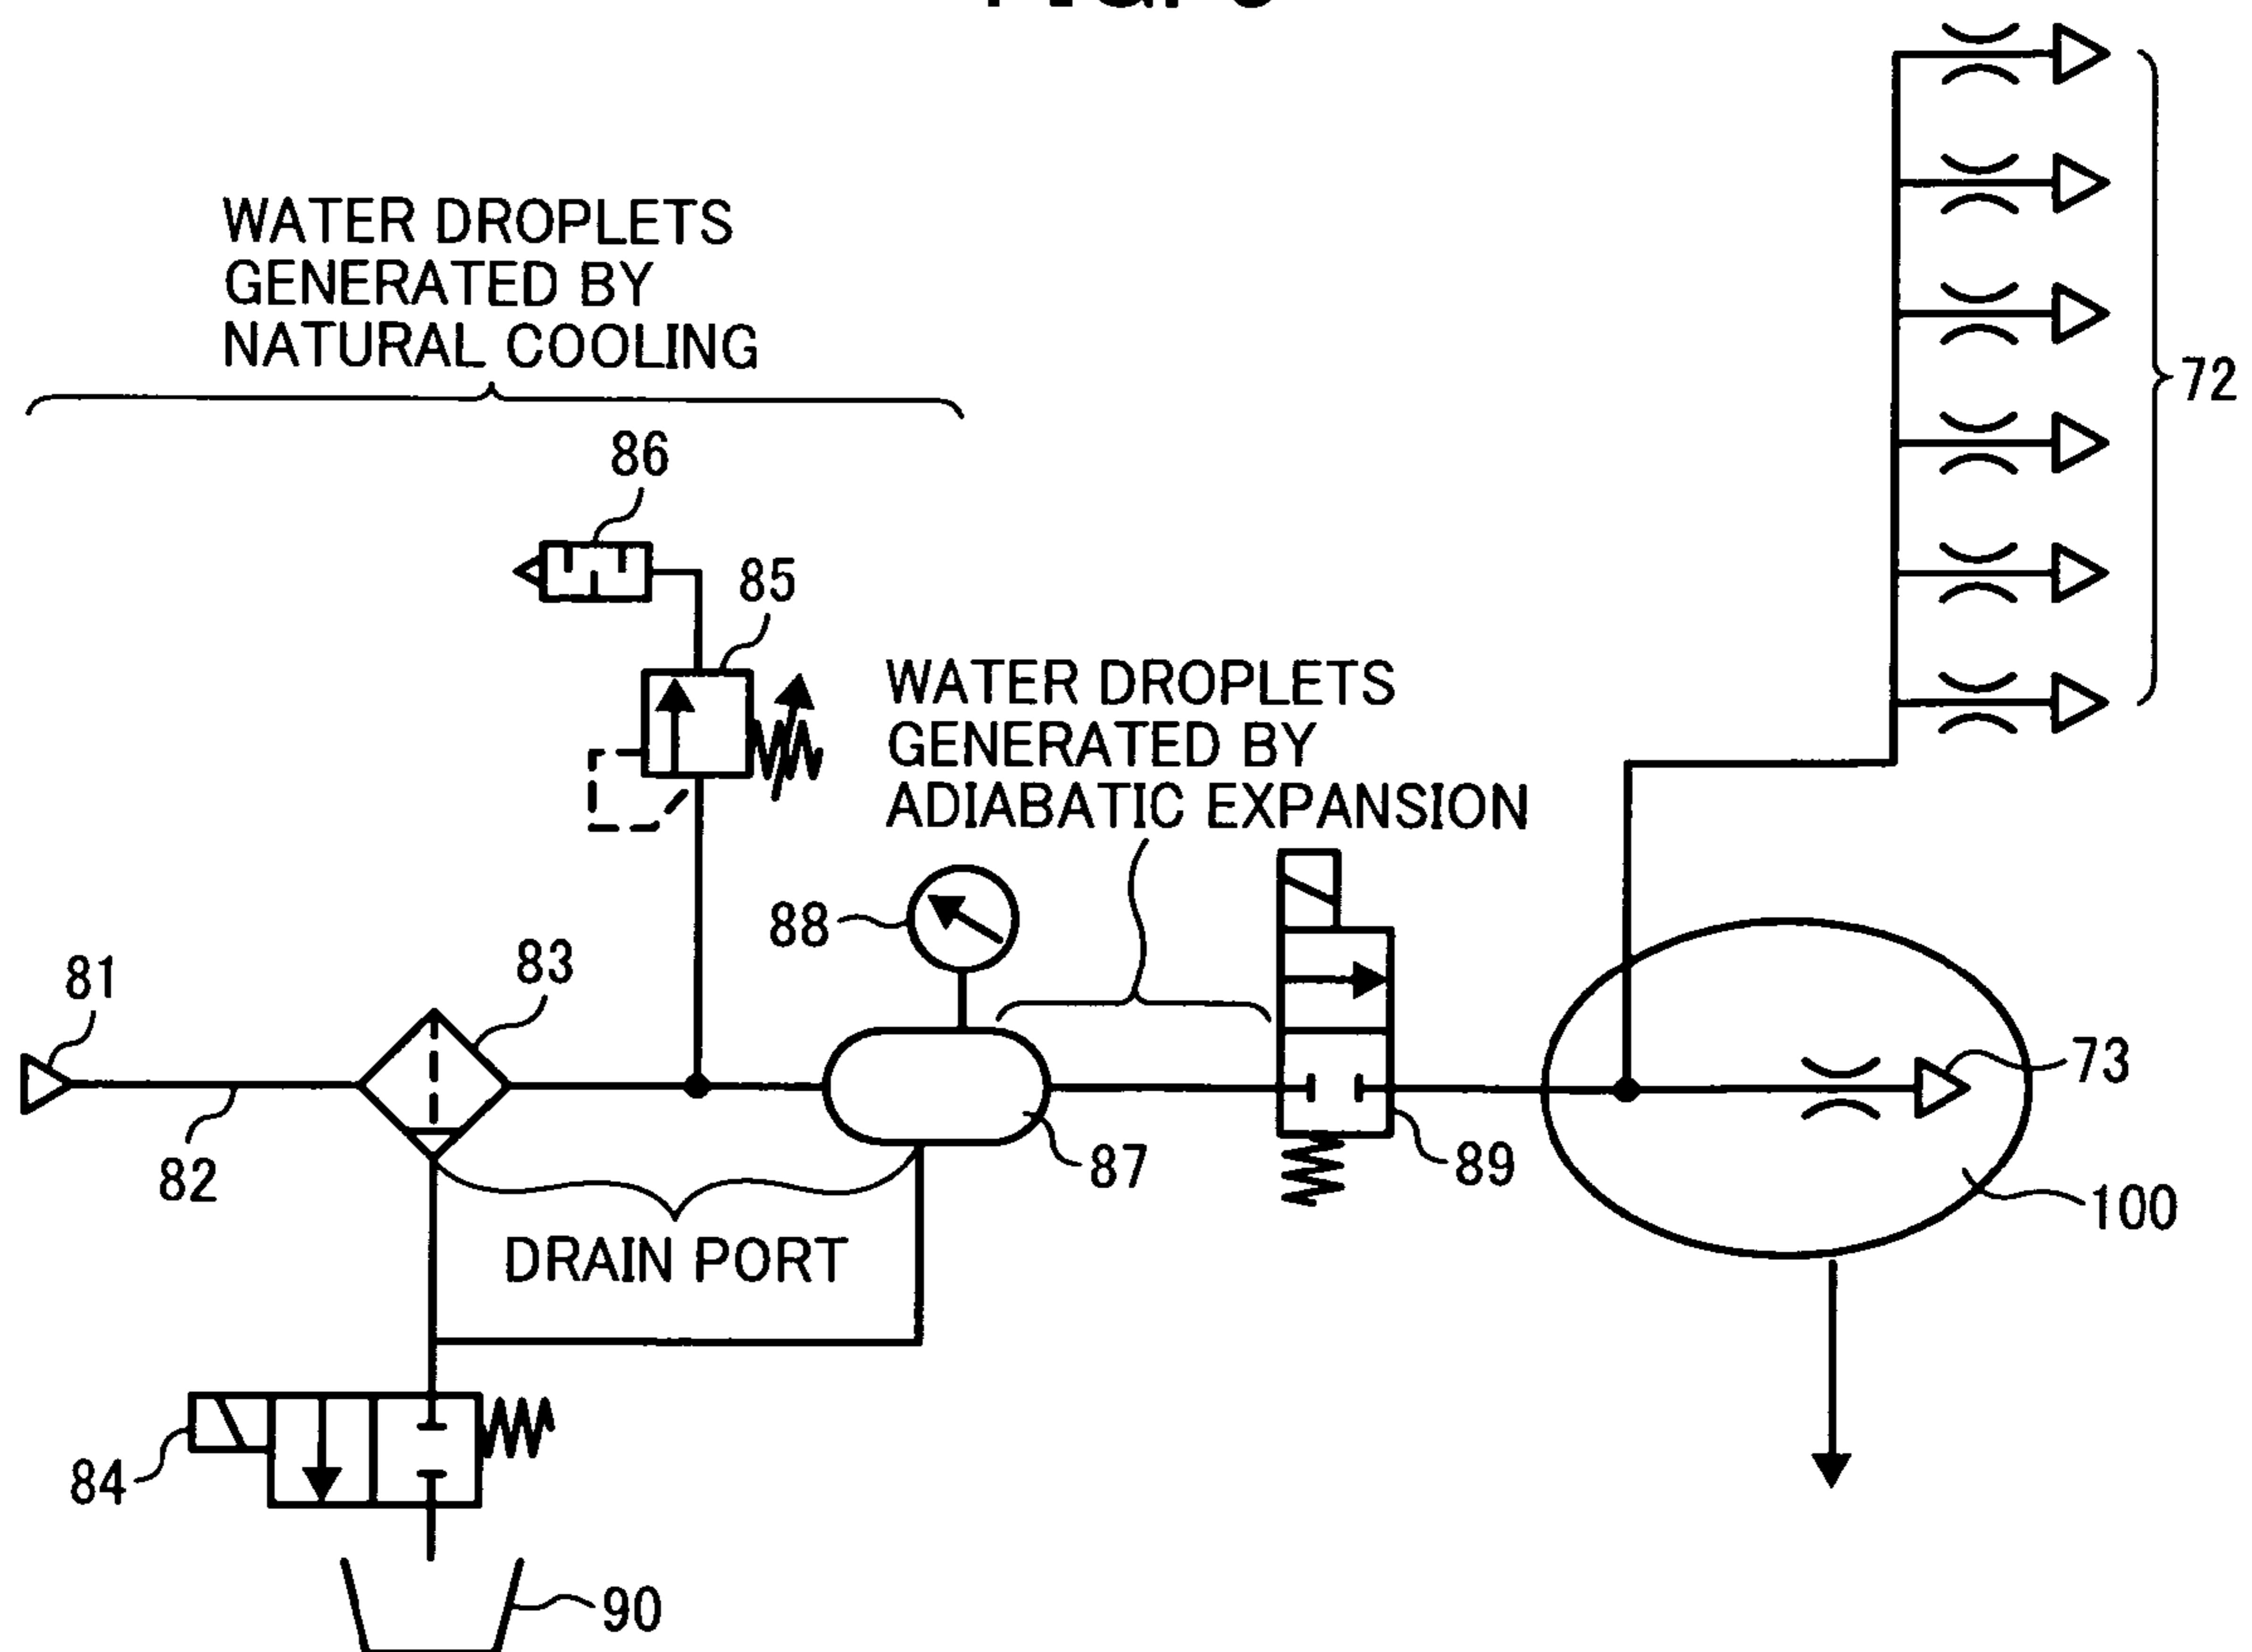 72
WATER DROPLETS
GENERATED BY
NATURAL COOLING
86
85
WATER DROPLETS
GENERATED BY
ADIABATIC EXPANSION
88
81
83
73
82
87
89
100
DRAIN PORT
84
90